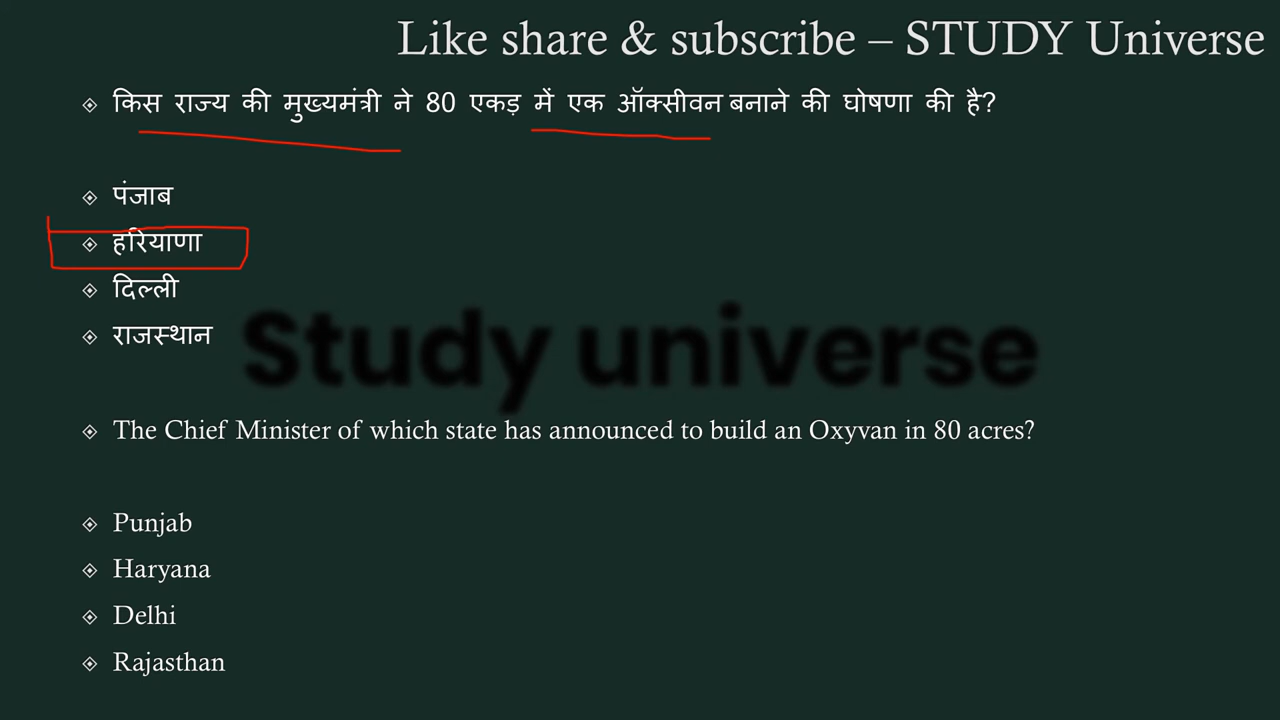 Like share & subscribe – STUDY Universe
किस राज्य की मुख्यमंत्री ने 80 एकड़ में एक ऑक्सीवन बनाने की घोषणा की है?
पंजाब
हरियाणा
दिल्ली
राजस्थान
Study universe
The Chief Minister of which state has announced to build an Oxyvan in 80 acres?
Punjab
Haryana
Delhi
Rajasthan